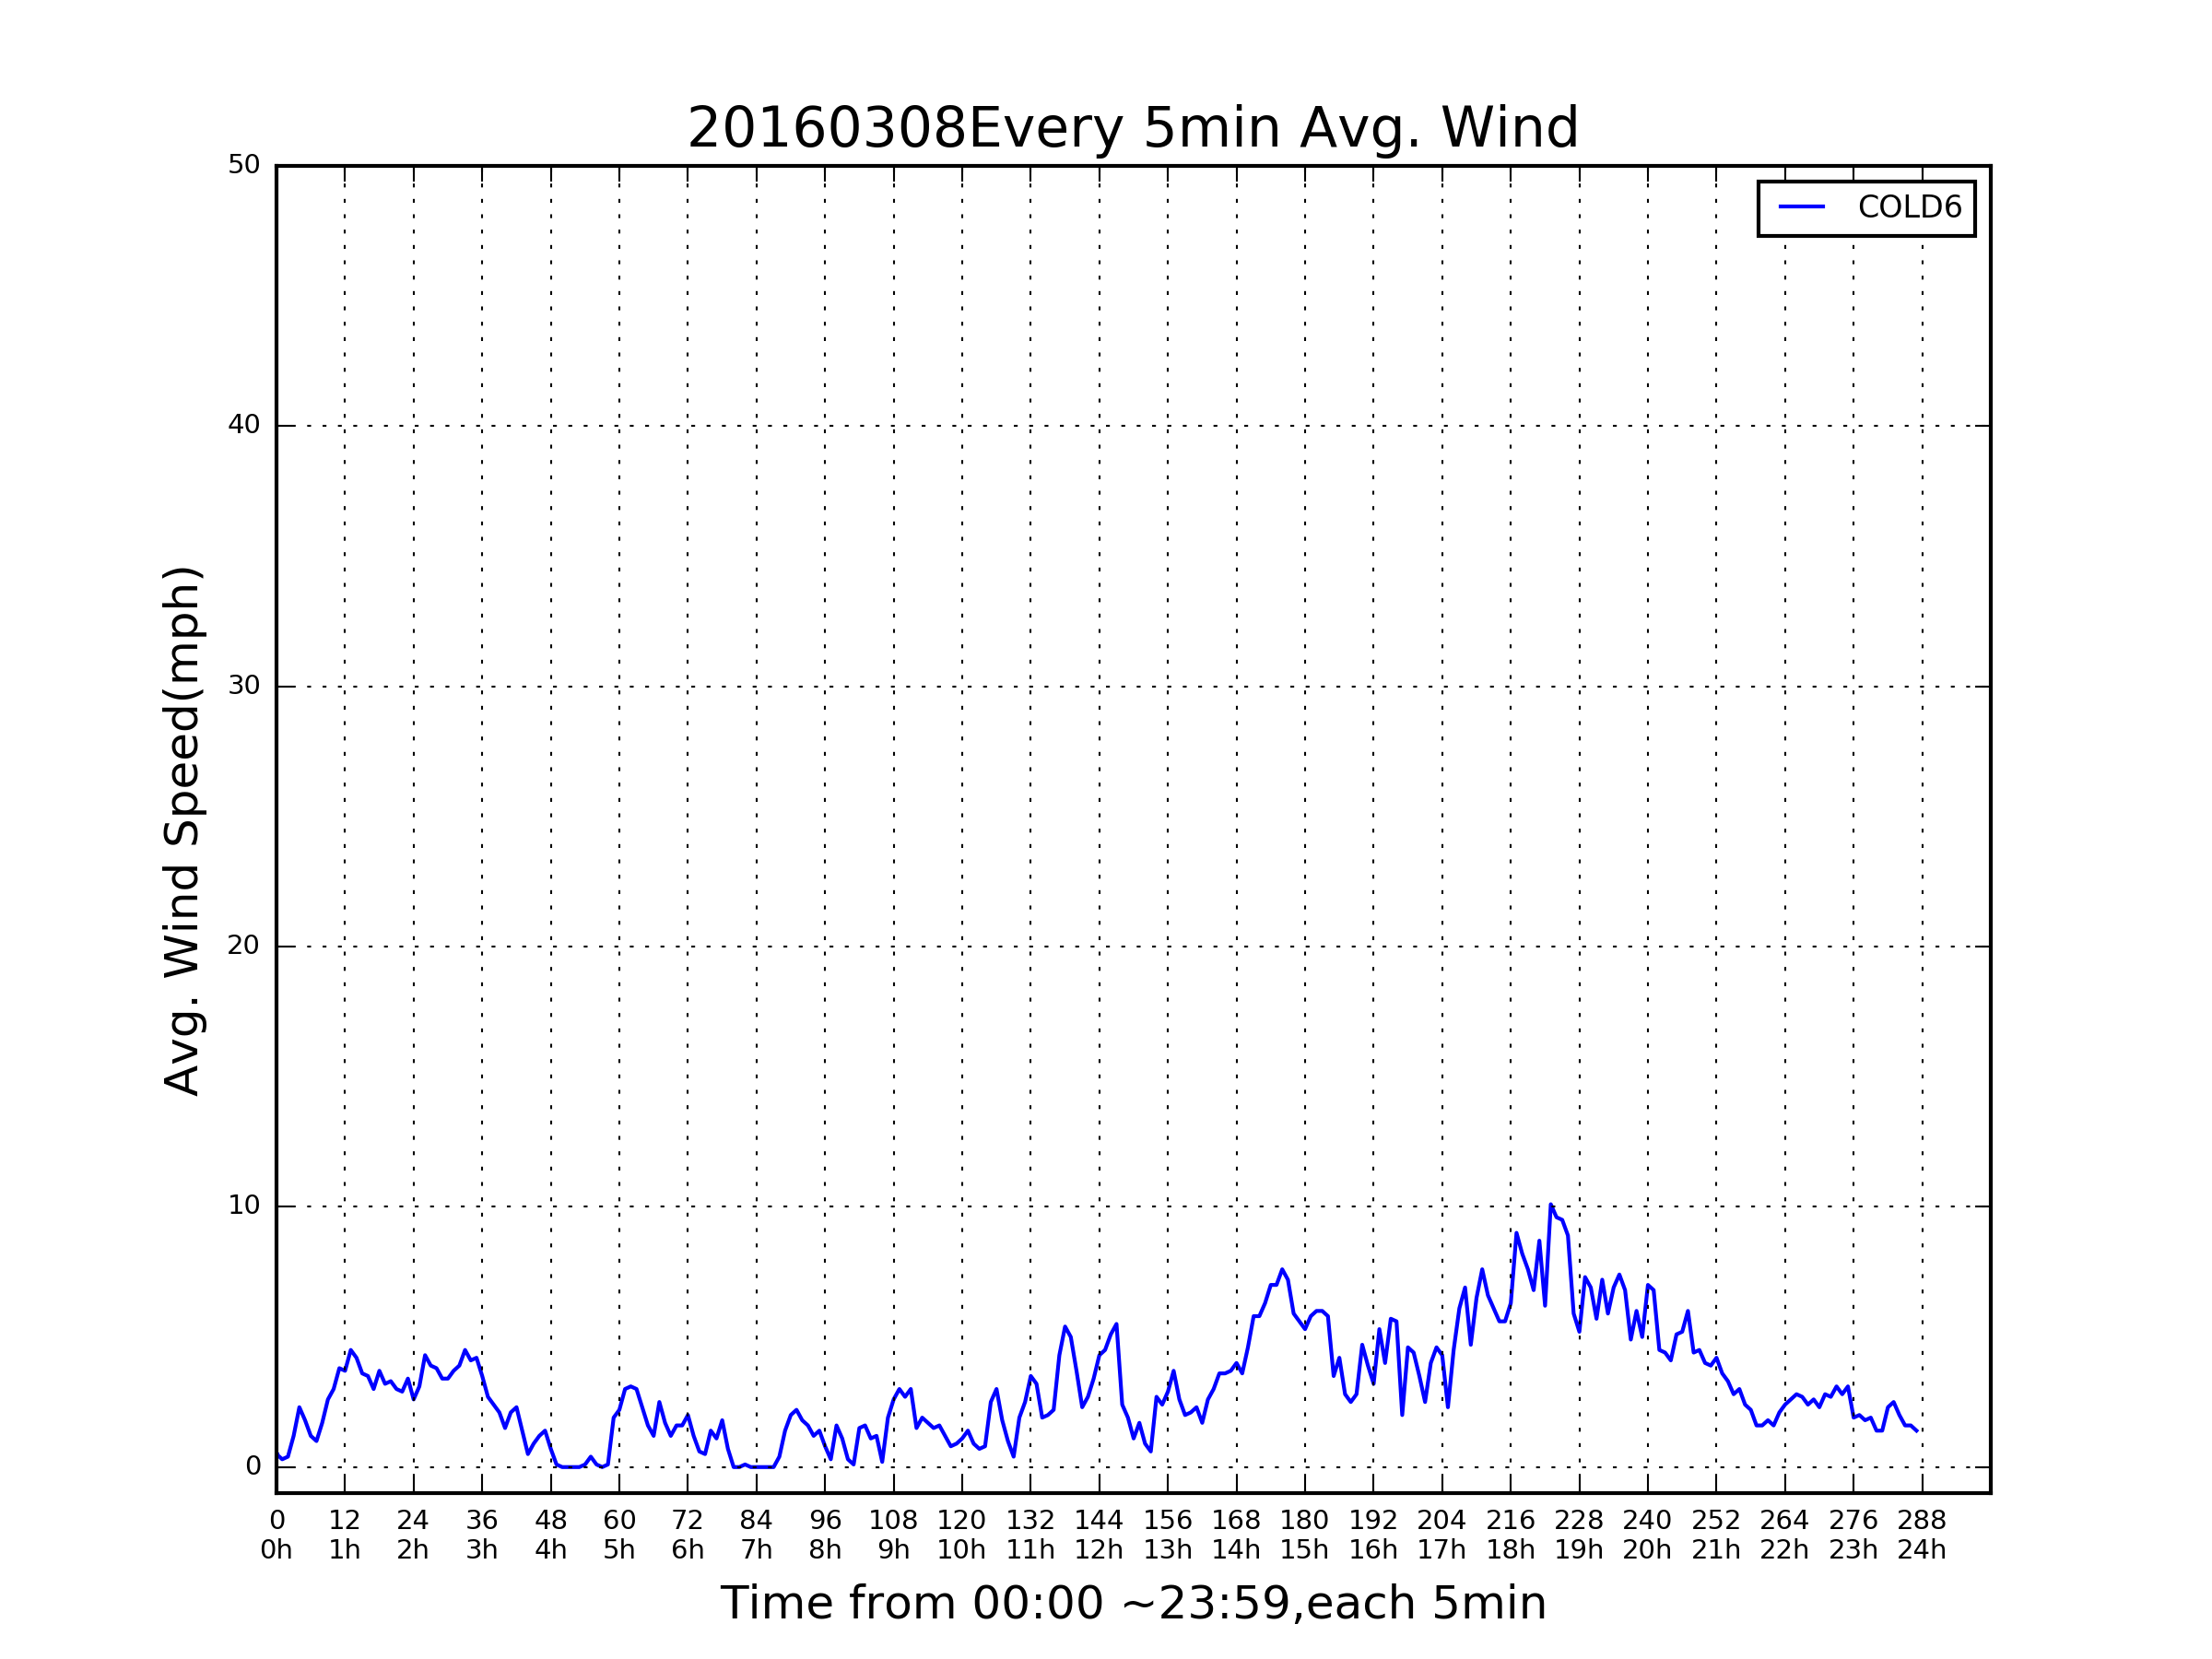 20160308Every 5min Avg. Wind
COLD6
Avg. Wind Speed(mph)
50
40
30
20
10
0
0 12 24 36 48 60 72 84 96 108 120 132 144 156 168 180 192 204 216 228 240 252 264 276 288
0h 1h 2h 3h 4h 5h 6h 7h 8h 9h 10h 11h 12h 13h 14h 15h 16h 17h 18h 19h 20h 21h 22h 23h 24h
Time from 00:00 ~23:59,each 5min